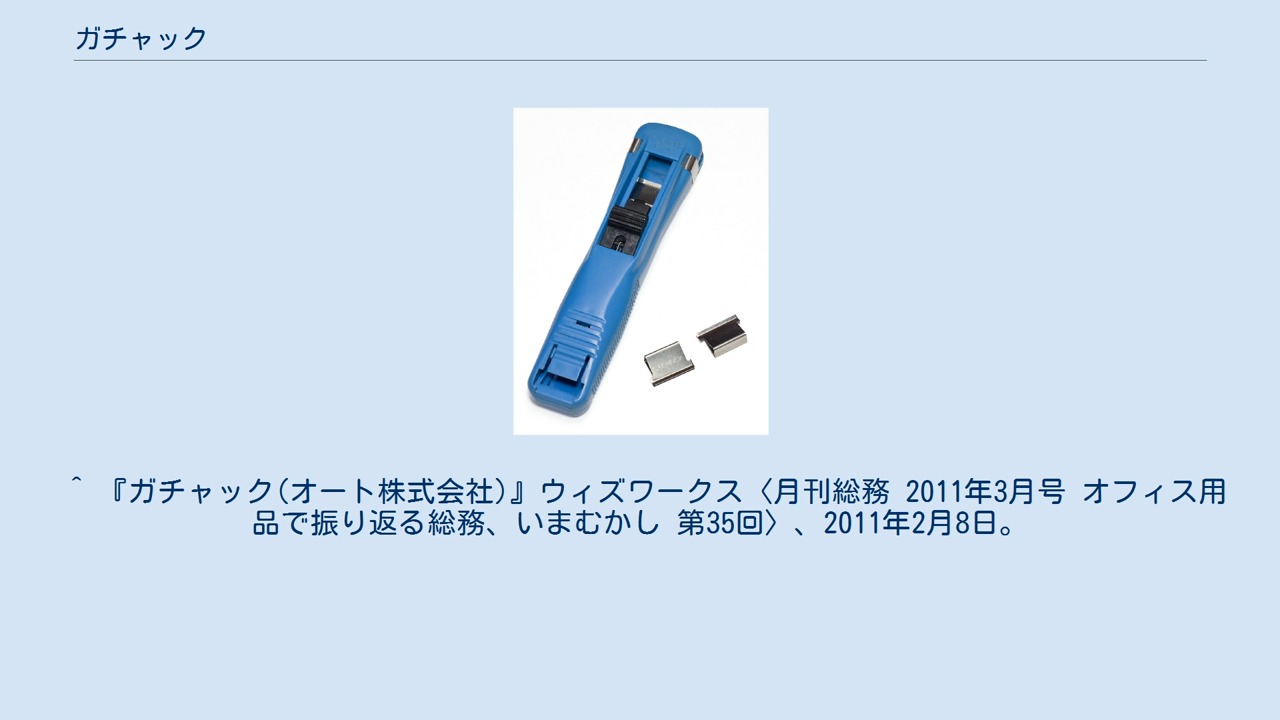 ガチャック
^ 『ガチャック(オート株式会社)』ウィズワークス〈月刊総務 2011年3月号 オフィス用
品で振り返る総務、いまむかし 第35回〉、2011年2月8日。